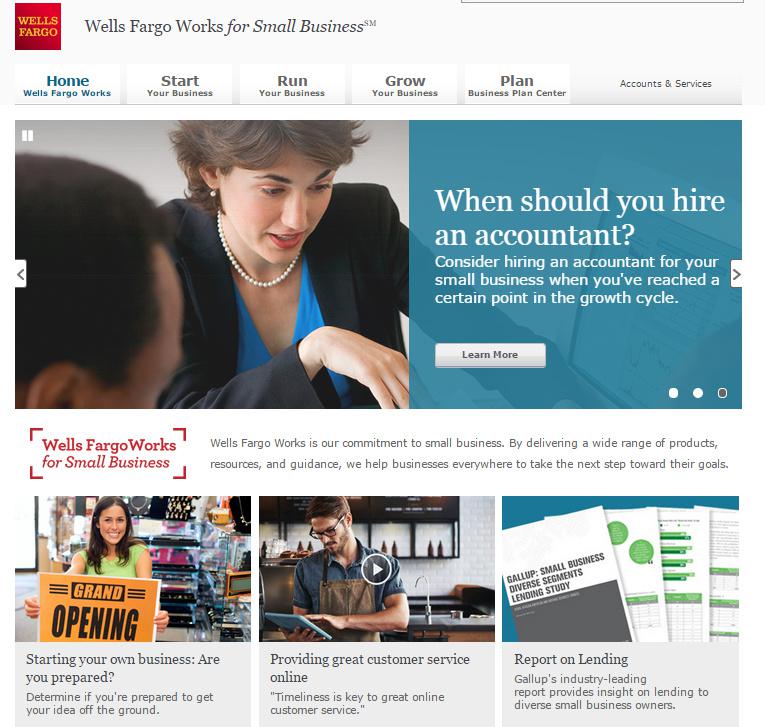 WELLS
FARGO
Wells Fargo Works for Small Business℠
Home
Wells Fargo Works
Start
Your Business
Run
Your Business
Grow
Your Business
Plan
Business Plan Center
Accounts & Services
When should you hire
an accountant?
Consider hiring an accountant for your
small business when you've reached a
certain point in the growth cycle.
Learn More
Wells FargoWorks
for Small Business
Wells Fargo Works is our commitment to small business. By delivering a wide range of products,
resources, and guidance, we help businesses everywhere to take the next step toward their goals.
GRAND
OPENING
GALLUP: SMALL BUSINESS
DIVERSE SEGMENTS
LENDING STUDY
Starting your own business: Are
you prepared?
Determine if you're prepared to get
your idea off the ground.
Providing great customer service
online
"Timeliness is key to great online
customer service."
Report on Lending
Gallup's industry-leading
report provides insight on lending to
diverse small business owners.